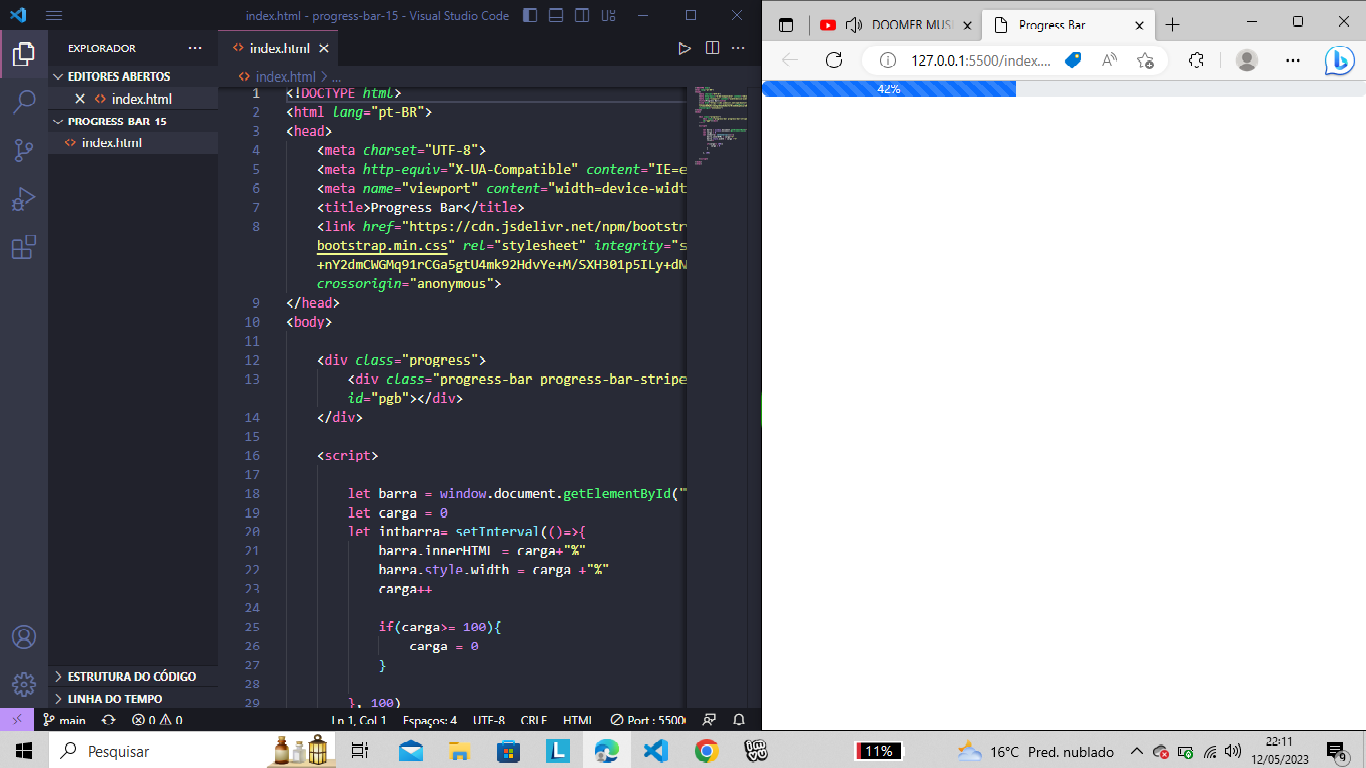 index.html - progress-bar-15 - Visual Studio Code
EXPLORADOR
EDITORES ABERTOS
index.html
PROGRESS-BAR-15
index.html
ESTRUTURA DO CÓDIGO
LINHA DO TEMPO
index.html
index.html > ...
1 <!DOCTYPE html>
2 <html lang="pt-BR">
3 <head>
4 <meta charset="UTF-8">
5 <meta http-equiv="X-UA-Compatible" content="IE=e
6 <meta name="viewport" content="width=device-widt
7 <title>Progress Bar</title>
8 <link href="https://cdn.jsdelivr.net/npm/bootstr
bootstrap.min.css" rel="stylesheet" integrity="s
+nY2dmCWGMq91rCGa5gtU4mk92HdvYe+M/SXH301p5ILy+dN
crossorigin="anonymous">
9 </head>
10 <body>
11
12 <div class="progress">
13 <div class="progress-bar progress-bar-stripe
id="pgb"></div>
14 </div>
15
16 <script>
17
18 let barra = window.document.getElementById("
19 let carga = 0
20 let intbarra= setInterval(()=>{
21 barra.innerHTML = carga+"%"
22 barra.style.width = carga +"%"
23 carga++
24
25 if(carga>= 100){
26 carga = 0
27 }
28
29 }, 100)
main
0 0
Ln 1, Col 1
Espaços: 4
UTF-8
CRLF
HTML
Port : 5500
DOOMER MUSI
Progress Bar
127.0.0.1:5500/index....
42%
Pesquisar
11%
16°C Pred. nublado
22:11
12/05/2023
9